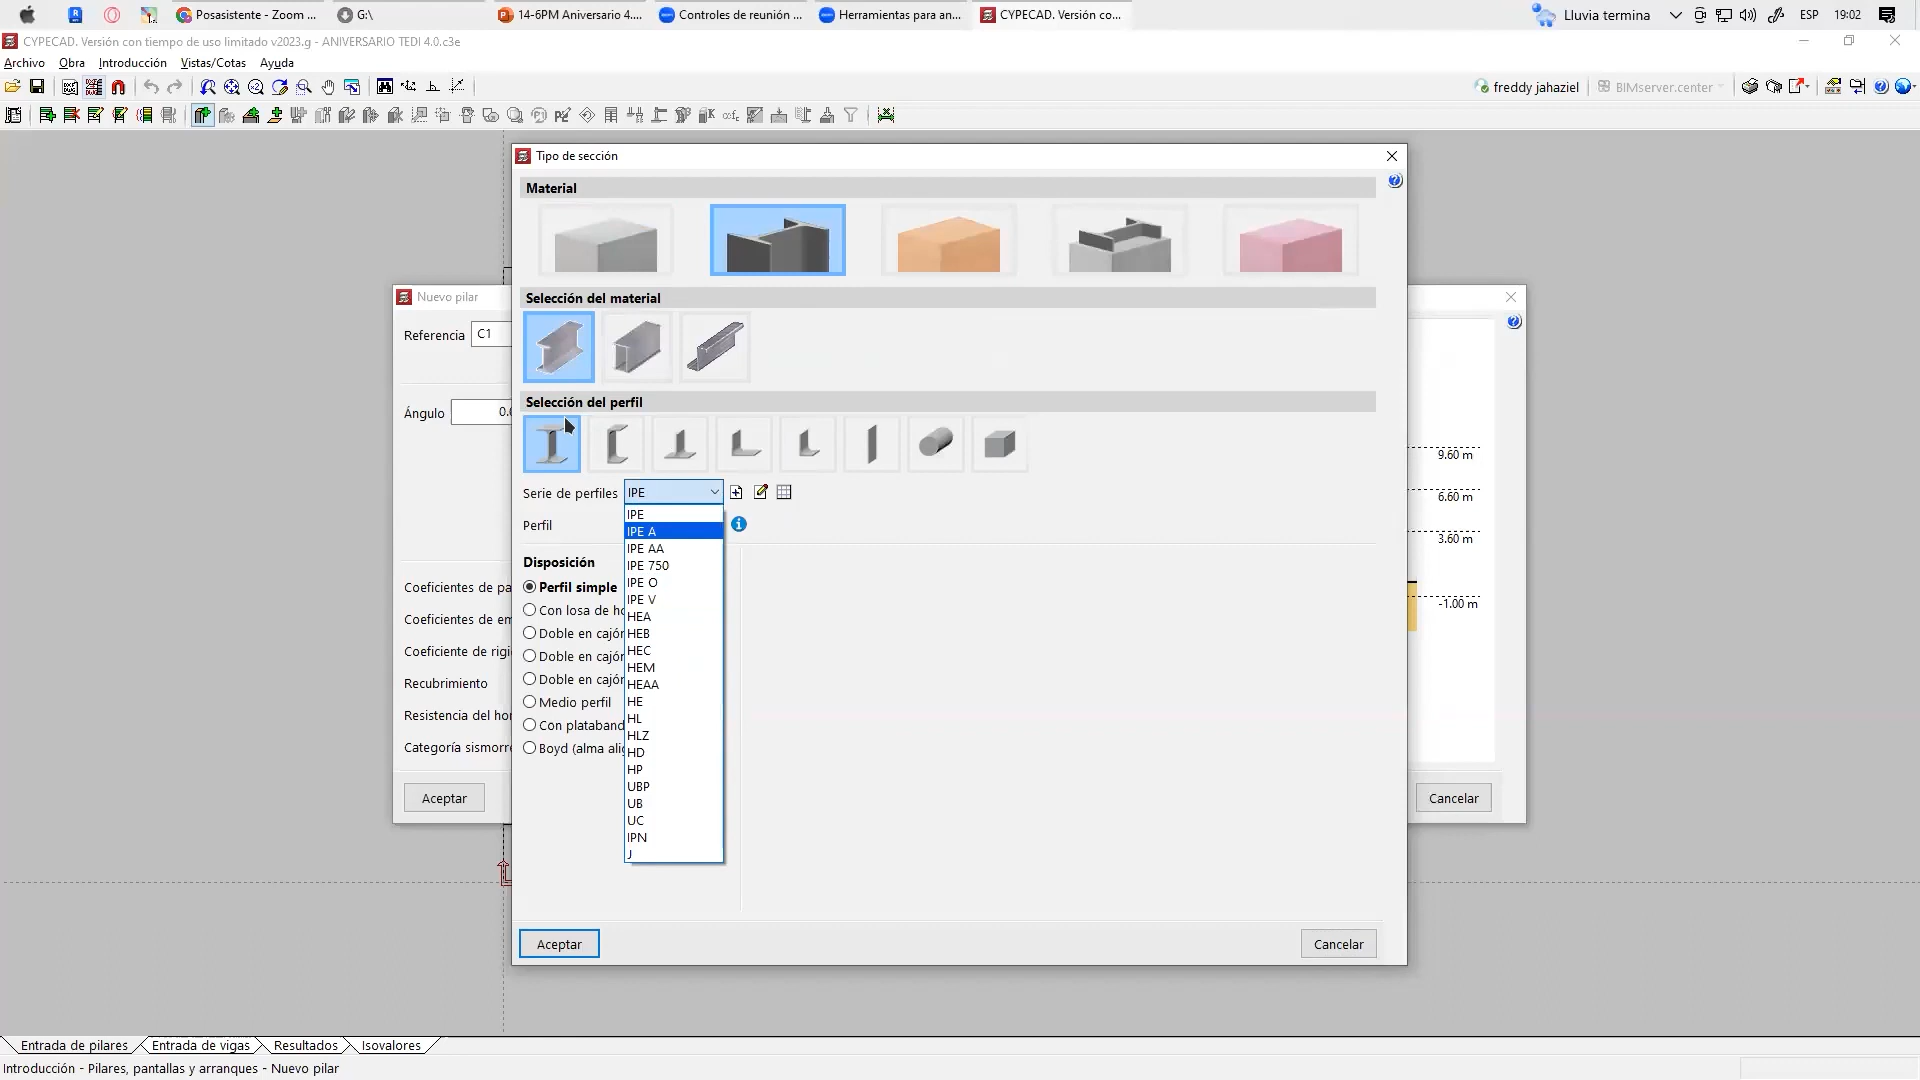 Posasistente - Zoom ...
G:\
14-6PM Aniversario 4....
Controles de reunión ...
Herramientas para an...
CYPECAD. Versión co...
Lluvia termina
ESP
19:02
CYPECAD. Versión con tiempo de uso limitado v2023.g - ANIVERSARIO TEDI 4.0.c3e
Archivo Obra Introducción Vistas/Cotas Ayuda
freddy jahaziel
BIMserver.center
Tipo de sección
Material
Selección del material
Nuevo pilar
Referencia C1
Selección del perfil
Ángulo 0.0
9.60 m
6.60 m
3.60 m
-1.00 m
Serie de perfiles IPE
IPE
IPE A
IPE AA
IPE 750
IPE O
IPE V
HEA
HEB
HEC
HEM
HEAA
HE
HL
HLZ
HD
HP
UBP
UB
UC
IPN
J
Perfil
Disposición
Perfil simple
Con losa de ho
Doble en cajón
Doble en cajón
Doble en cajón
Medio perfil
Con plataband
Boyd (alma alig
Coeficientes de pa
Coeficientes de em
Coeficiente de rigi
Recubrimiento
Resistencia del hor
Categoría sismorre
Aceptar
Cancelar
Aceptar
Cancelar
Entrada de pilares Entrada de vigas Resultados Isovalores
Introducción - Pilares, pantallas y arranques - Nuevo pilar